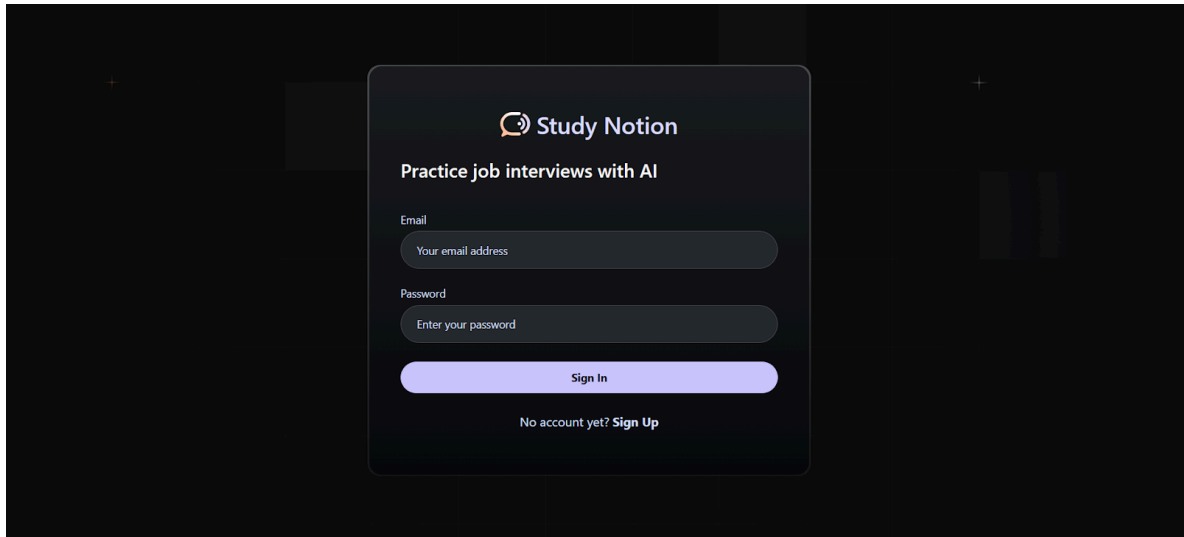 Study Notion
Practice job interviews with AI
Email
Your email address
Password
Enter your password
Sign In
No account yet? Sign Up